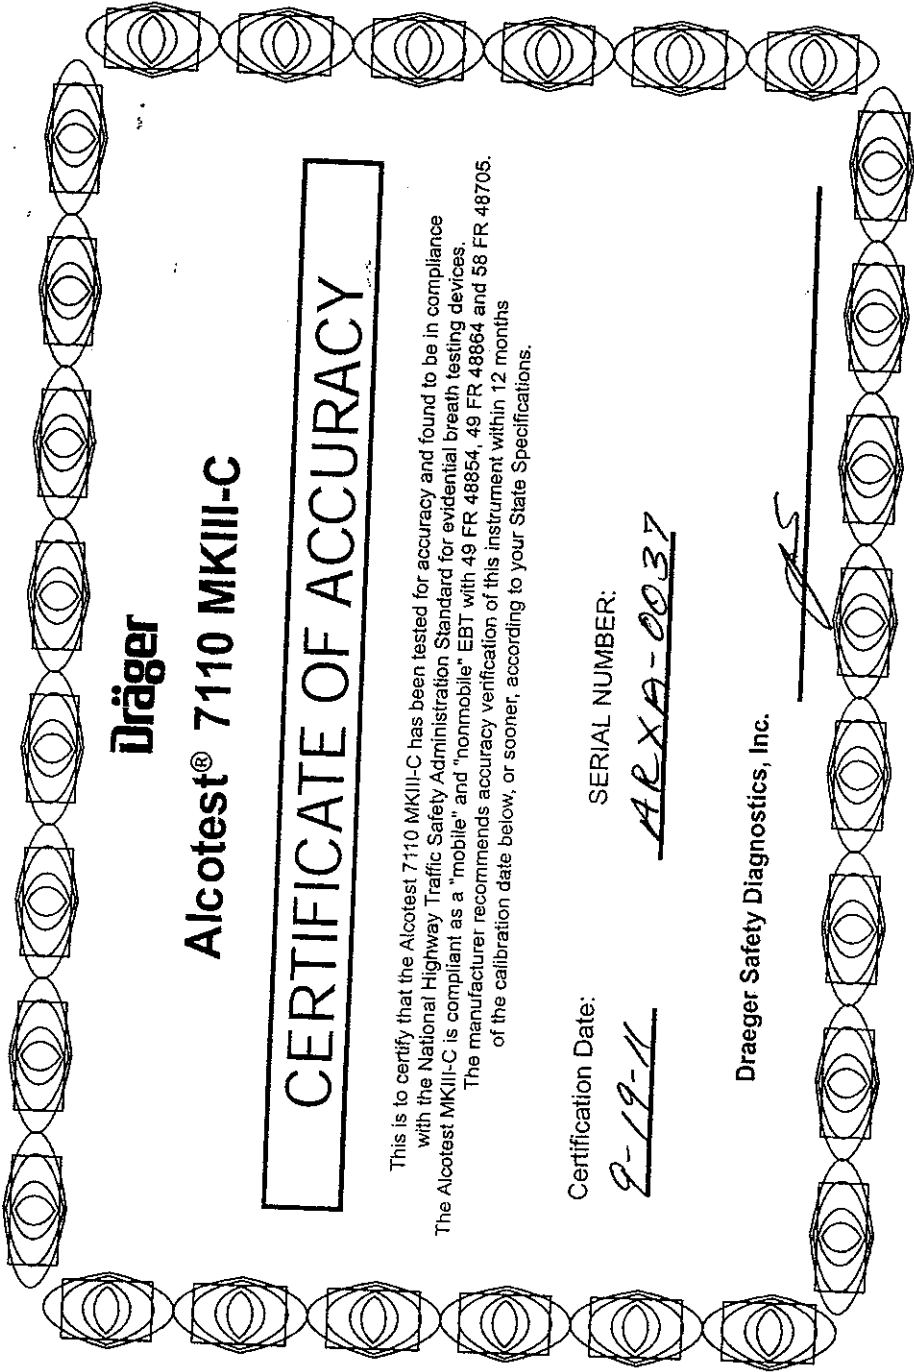 Dräger
Alcotest® 7110 MKIII-C
CERTIFICATE OF ACCURACY
This is to certify that the Alcotest 7110 MKIII-C has been tested for accuracy and found to be in compliance
with the National Highway Traffic Safety Administration Standard for evidential breath testing devices.
The Alcotest MKIII-C is compliant as a "mobile" and "nonmobile" EBT with 49 FR 48854, 49 FR 48864 and 58 FR 48705.
The manufacturer recommends accuracy verification of this instrument within 12 months
of the calibration date below, or sooner, according to your State Specifications.
Certification Date:
9-19-11
SERIAL NUMBER:
ARXA-0037
Draeger Safety Diagnostics, Inc.